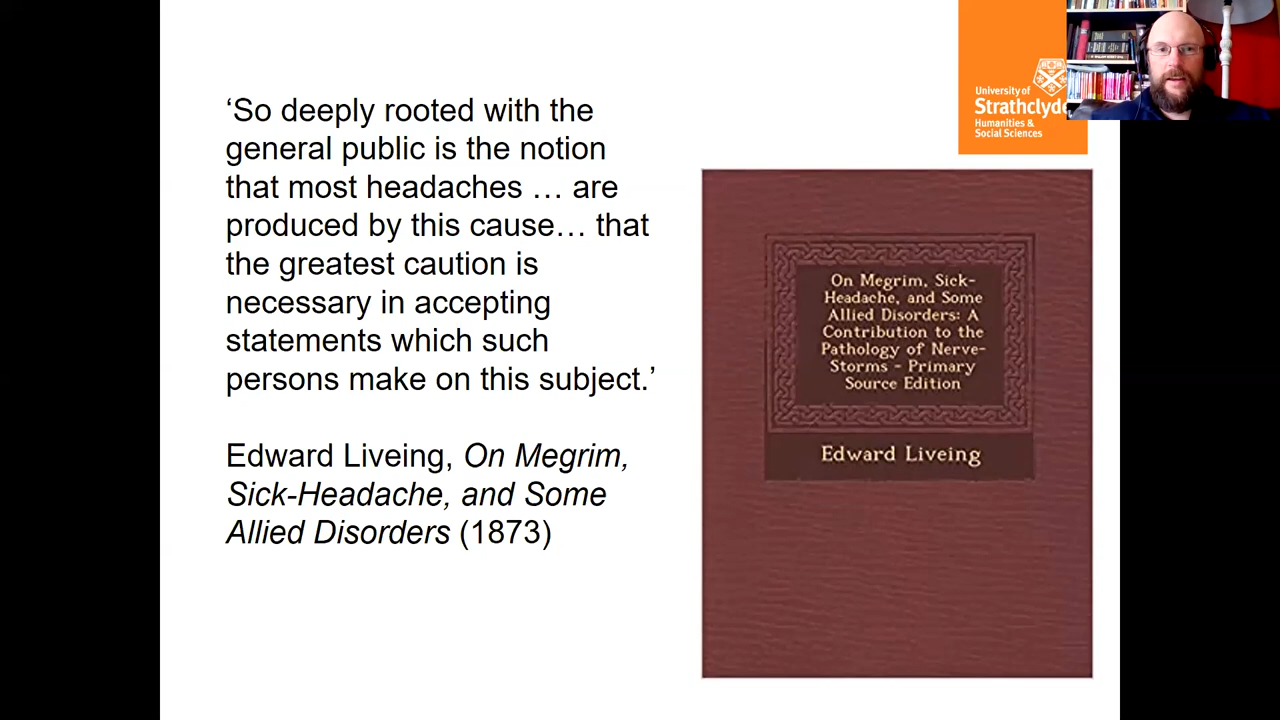 ‘So deeply rooted with the
general public is the notion
that most headaches … are
produced by this cause… that
the greatest caution is
necessary in accepting
statements which such
persons make on this subject.’
Edward Liveing, On Megrim,
Sick-Headache, and Some
Allied Disorders (1873)
University of
Strathclyde
Humanities &
Social Sciences
On Megrim, Sick-
Headache, and Some
Allied Disorders: A
Contribution to the
Pathology of Nerve-
Storms - Primary
Source Edition
Edward Liveing